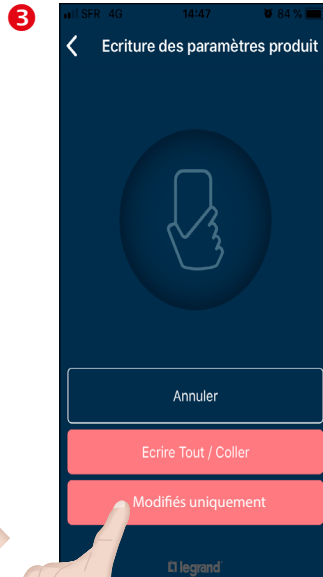 3
SFR 4G 14:47 84 %
Ecriture des paramètres produit
Annuler
Ecrire Tout / Coller
Modifiés uniquement
legrand